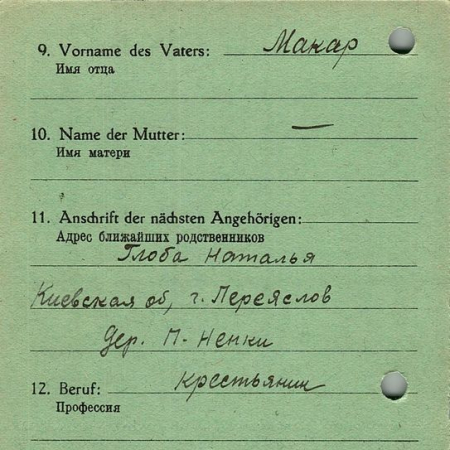 9. Vorname des Vaters: Макар
Имя отца
10. Name der Mutter: —
Имя матери
11. Anschrift der nächsten Angehörigen:
Адрес ближайших родственников
Глоба Наталья
Киевская об, г. Переяслов
дер. П-Ненки
12. Beruf: крестьянин
Профессия